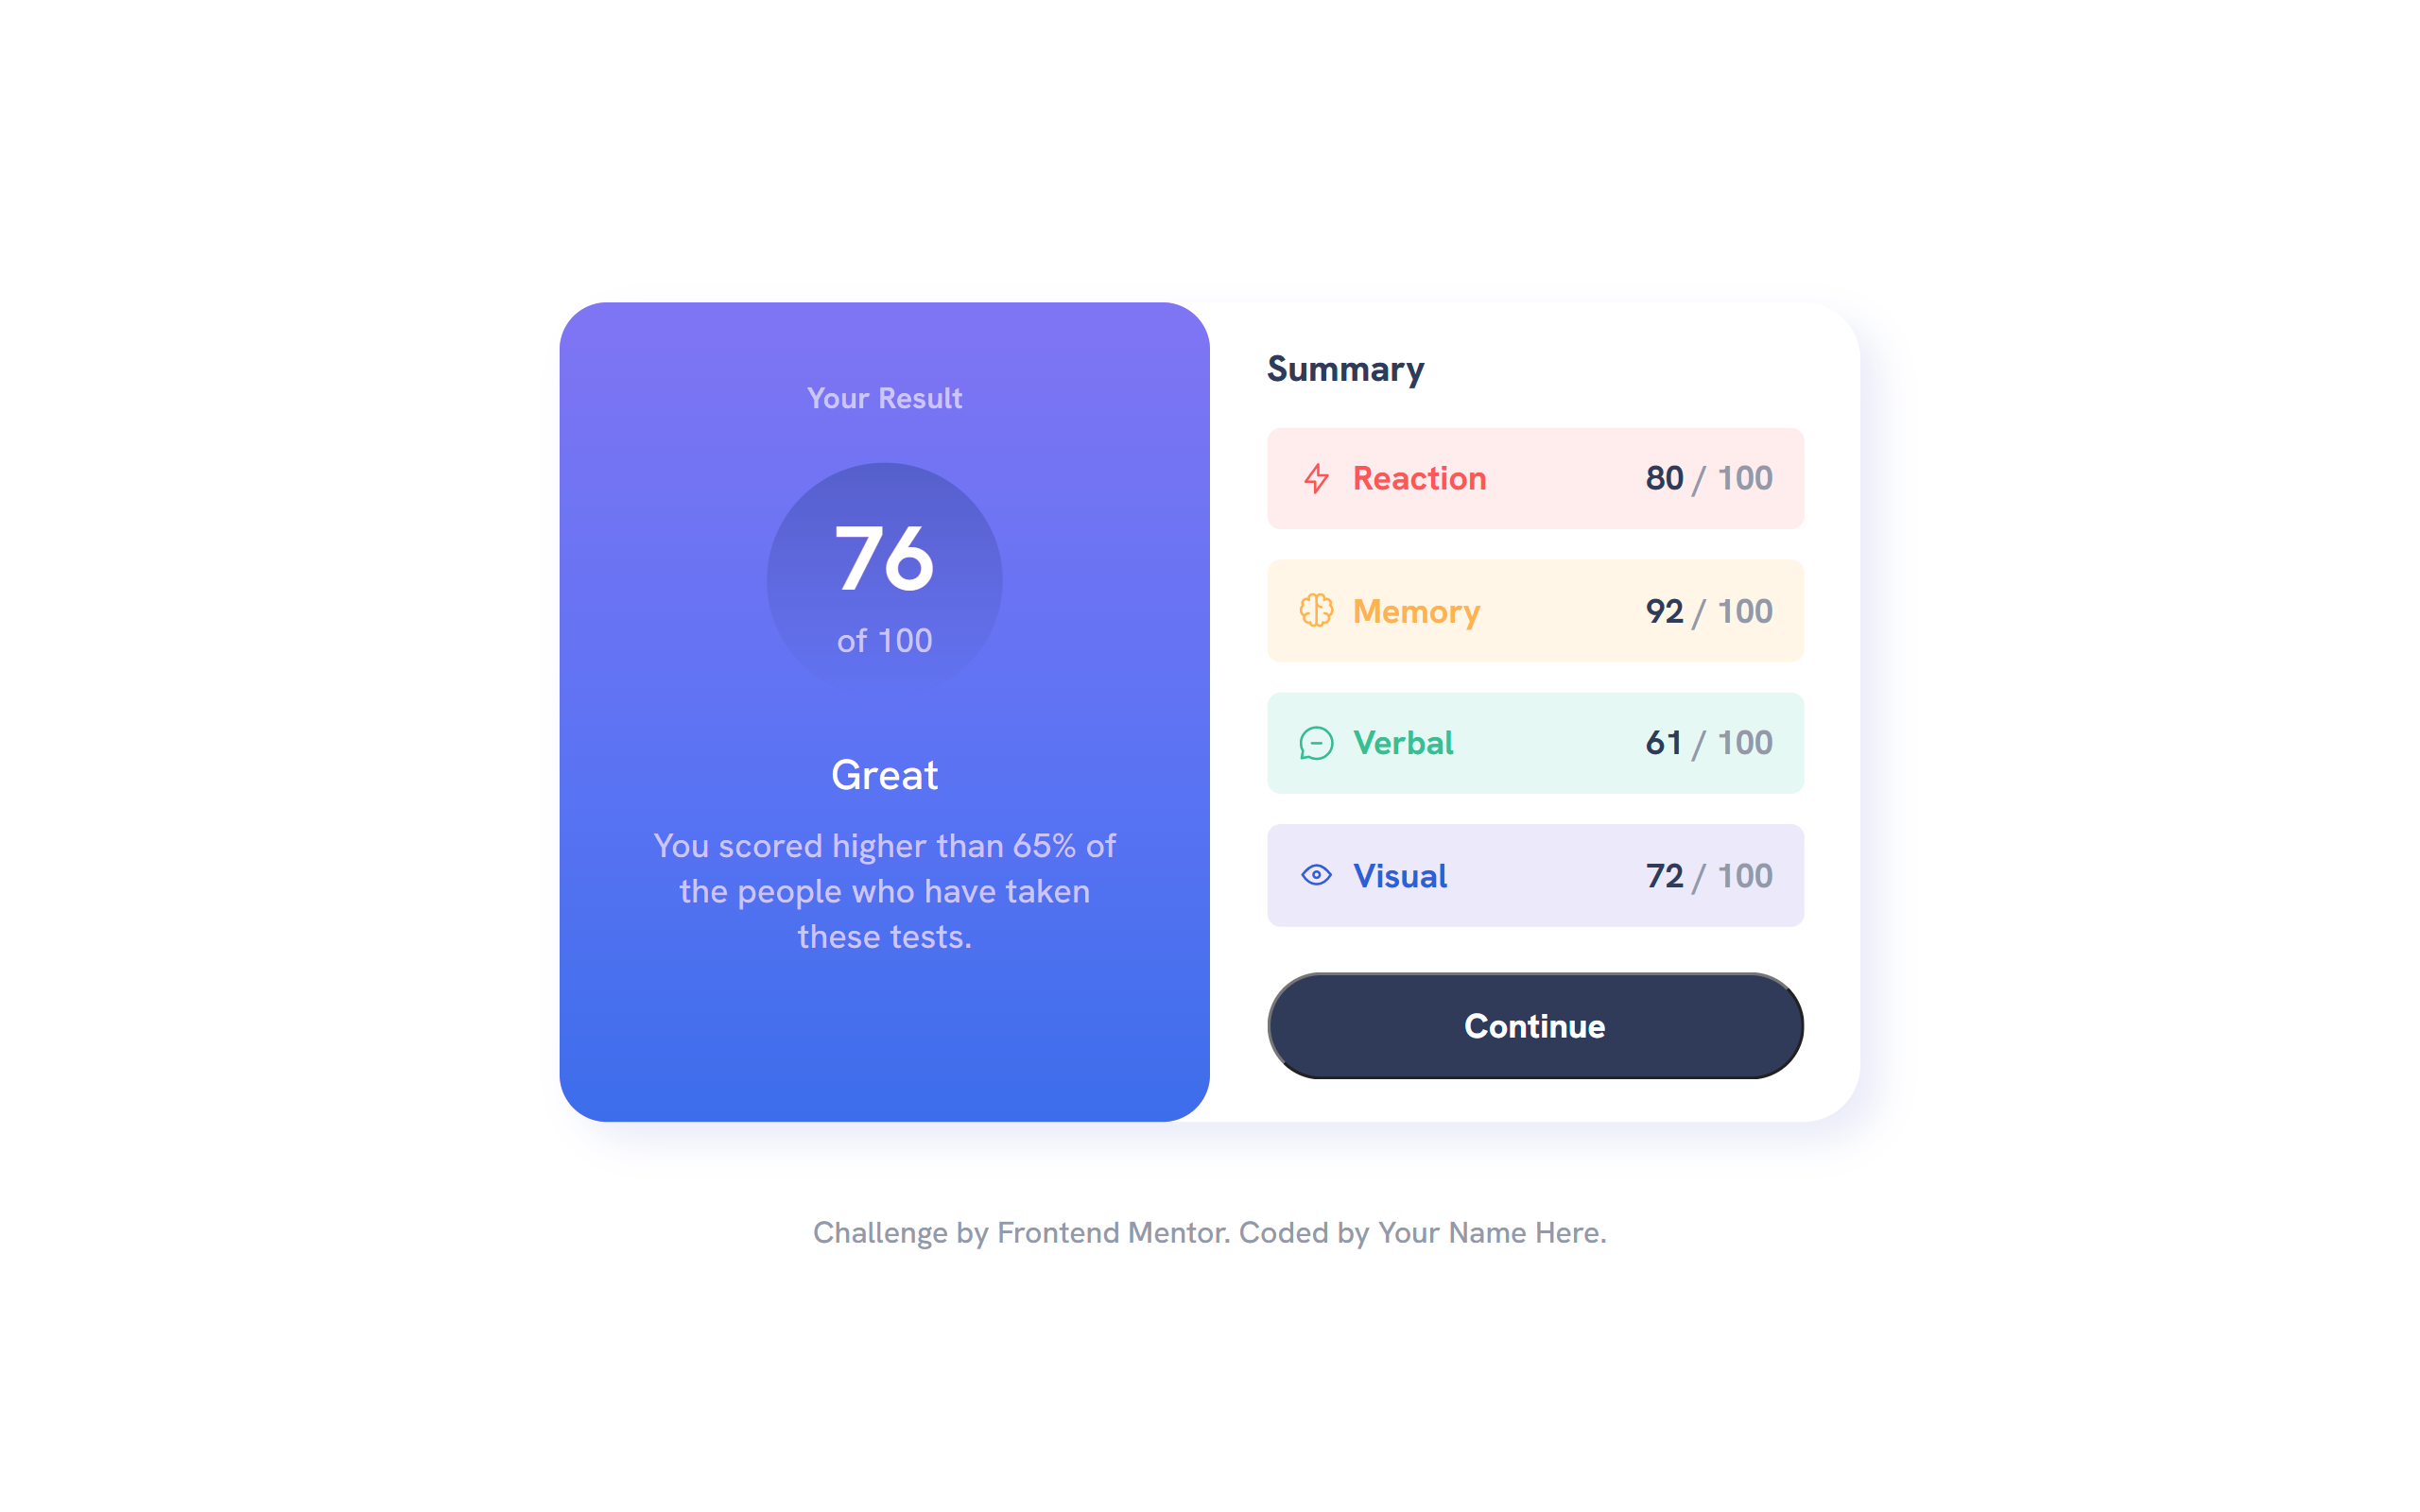 Your Result
76
of 100
Great
You scored higher than 65% of
the people who have taken
these tests.
Summary
Reaction 80 / 100
Memory 92 / 100
Verbal 61 / 100
Visual 72 / 100
Continue
Challenge by Frontend Mentor. Coded by Your Name Here.